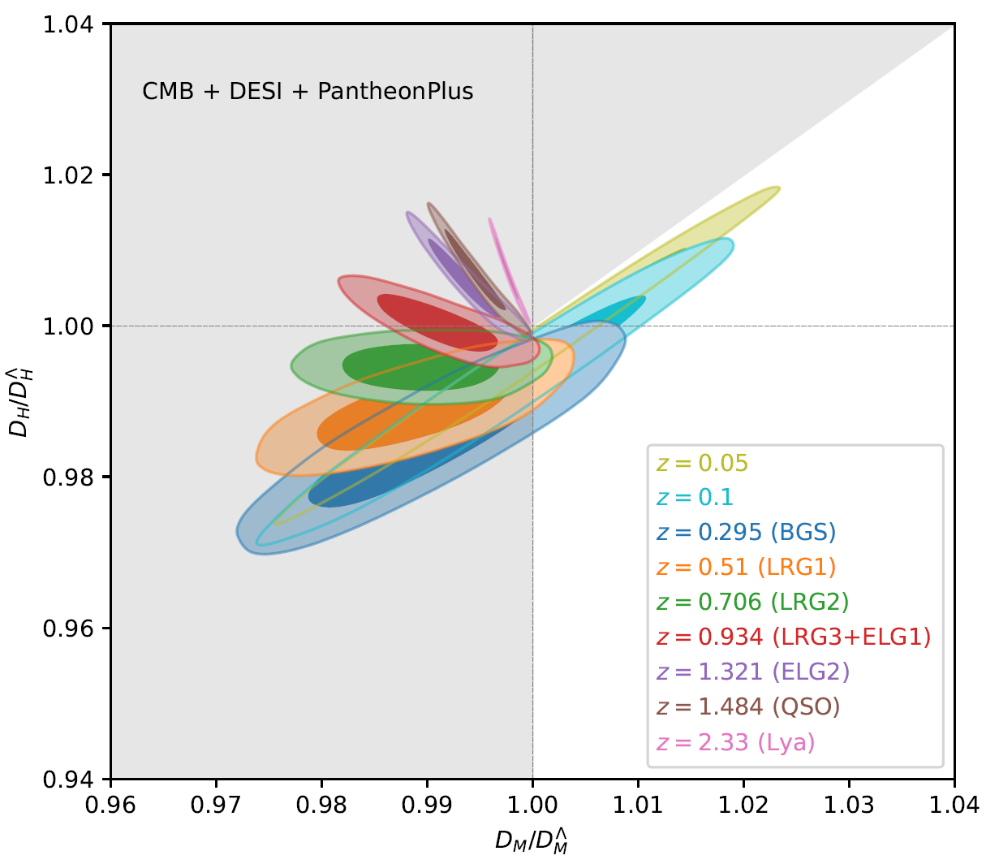 1.04
CMB + DESI + PantheonPlus
1.02
1.00
0.98
0.96
0.94
D_H/D_H^Λ
z = 0.05
z = 0.1
z = 0.295 (BGS)
z = 0.51 (LRG1)
z = 0.706 (LRG2)
z = 0.934 (LRG3+ELG1)
z = 1.321 (ELG2)
z = 1.484 (QSO)
z = 2.33 (Lya)
0.96 0.97 0.98 0.99 1.00 1.01 1.02 1.03 1.04
D_M/D_M^Λ